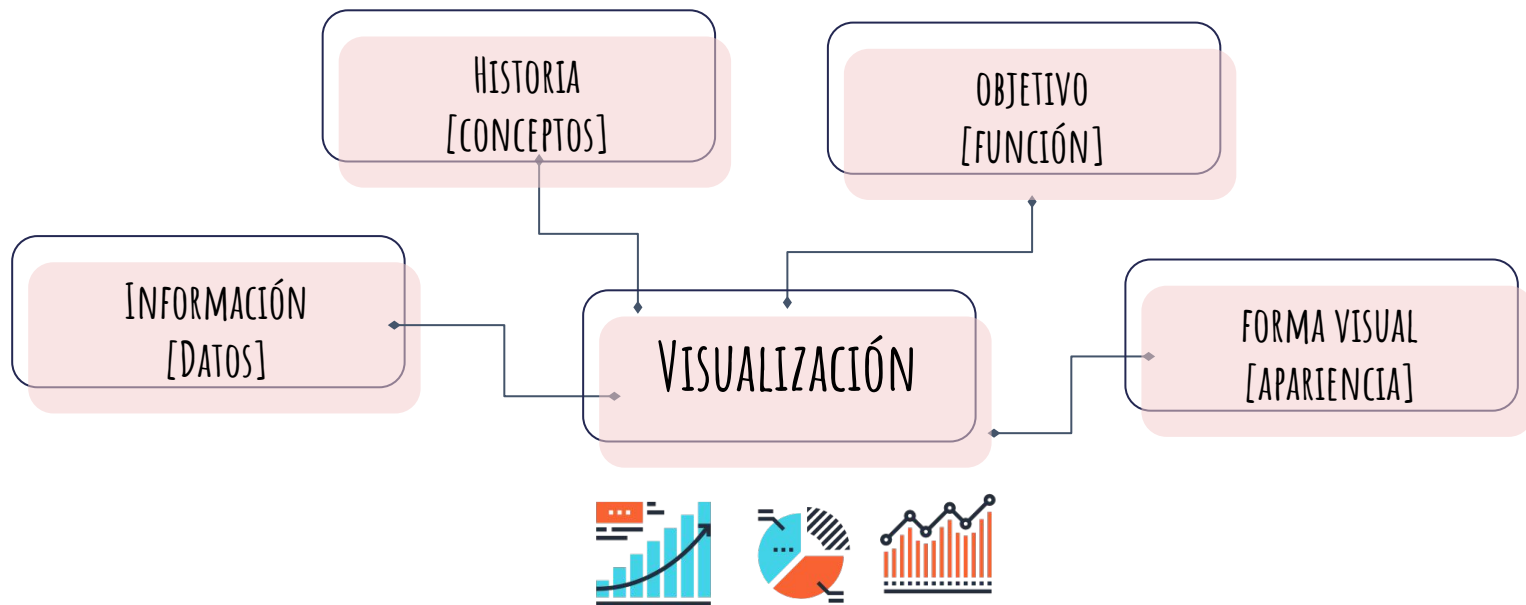 Historia
[conceptos]
objetivo
[función]
Información
[Datos]
Visualización
forma visual
[apariencia]